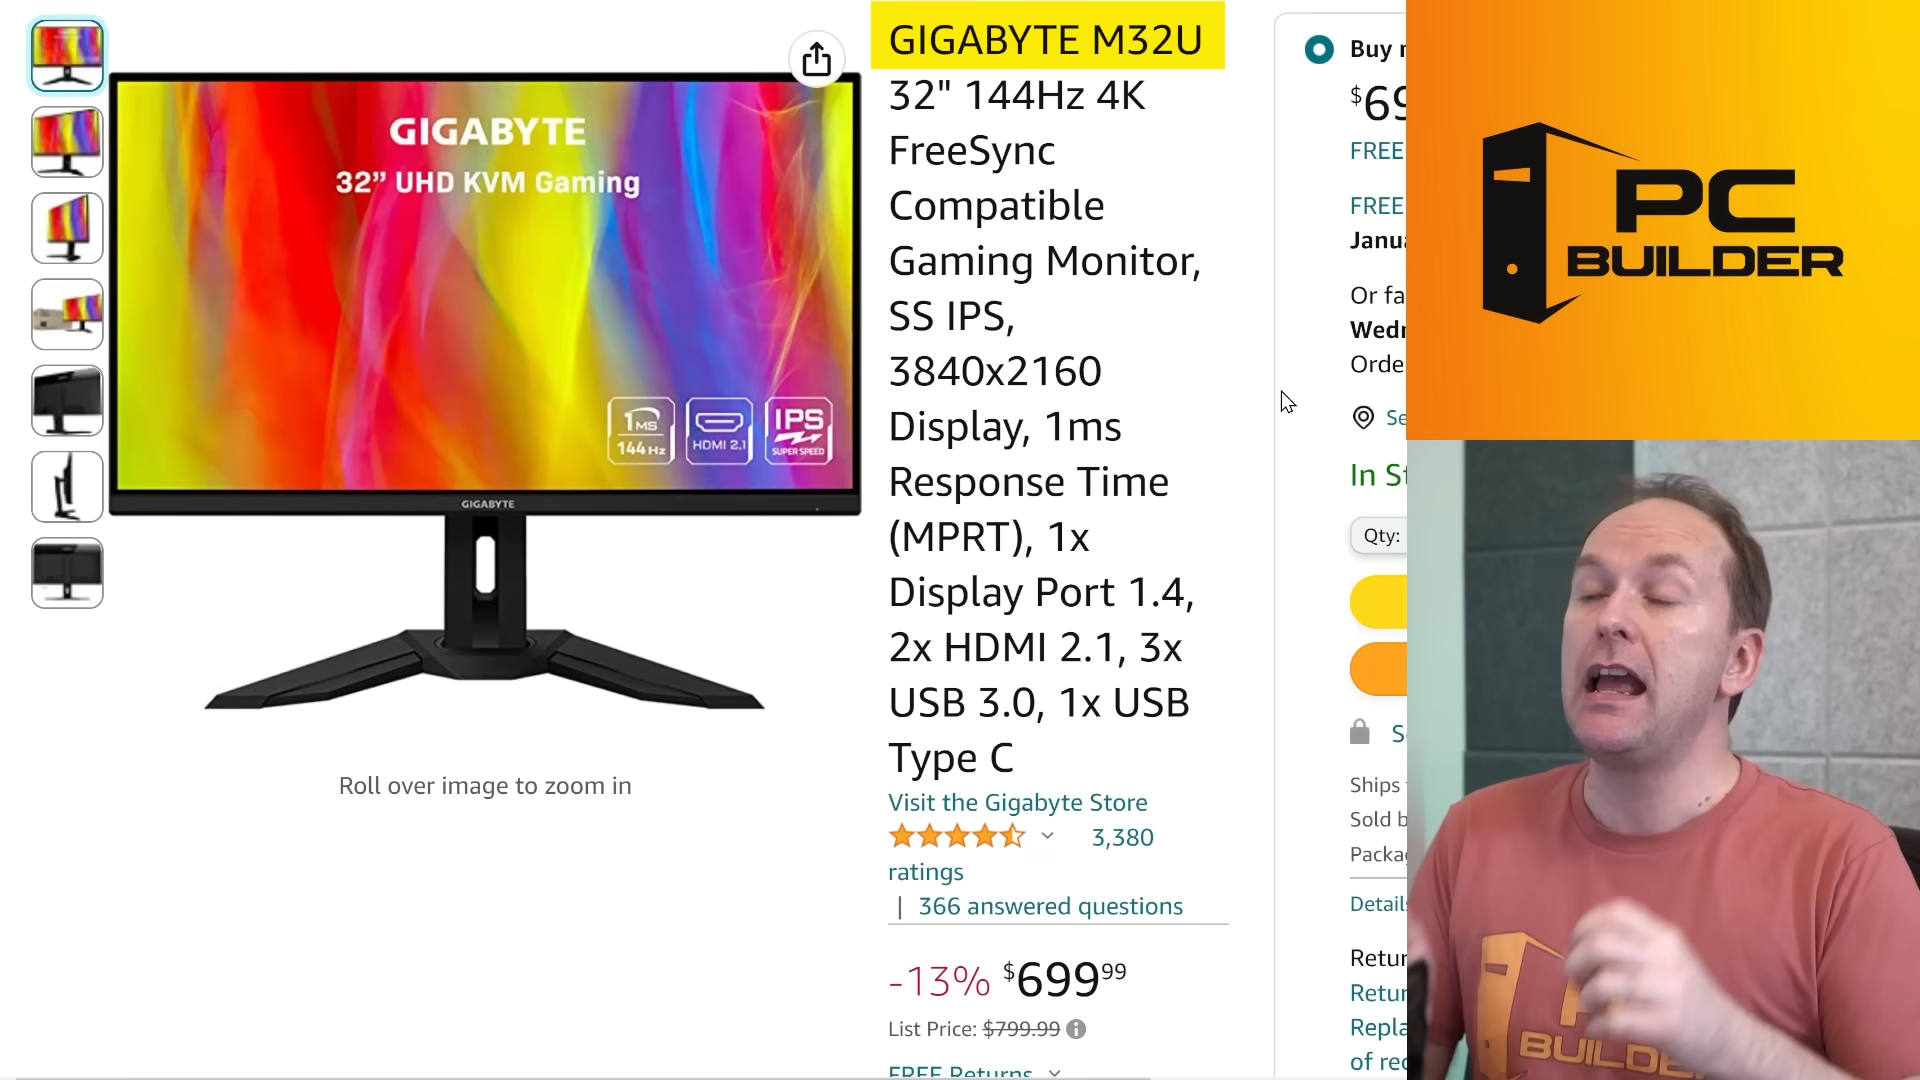 GIGABYTE
32” UHD KVM Gaming
1MS
144Hz
HDMI 2.1
IPS
SUPER SPEED
GIGABYTE
Roll over image to zoom in
GIGABYTE M32U
32" 144Hz 4K
FreeSync
Compatible
Gaming Monitor,
SS IPS,
3840x2160
Display, 1ms
Response Time
(MPRT), 1x
Display Port 1.4,
2x HDMI 2.1, 3x
USB 3.0, 1x USB
Type C
Visit the Gigabyte Store
3,380
ratings
| 366 answered questions
-13% $699 99
List Price: $799.99
FREE Returns
Buy
$69
FREE
FREE
Or fa
Orde
In St
Qty:
Ships
Sold b
Details
PC
BUILDER